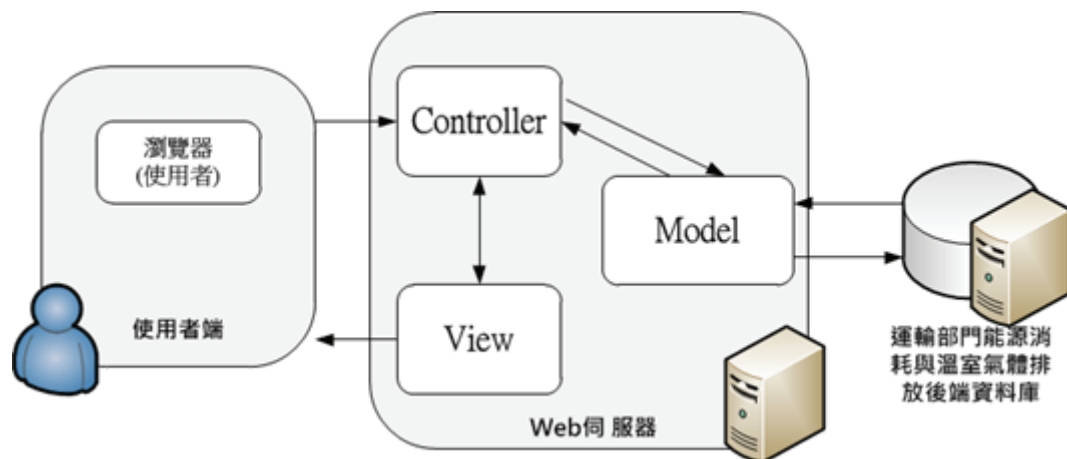 瀏覽器
(使用者)
使用者端
Controller
Model
View
Web伺 服器
運輸部門能源消
耗與溫室氣體排
放後端資料庫